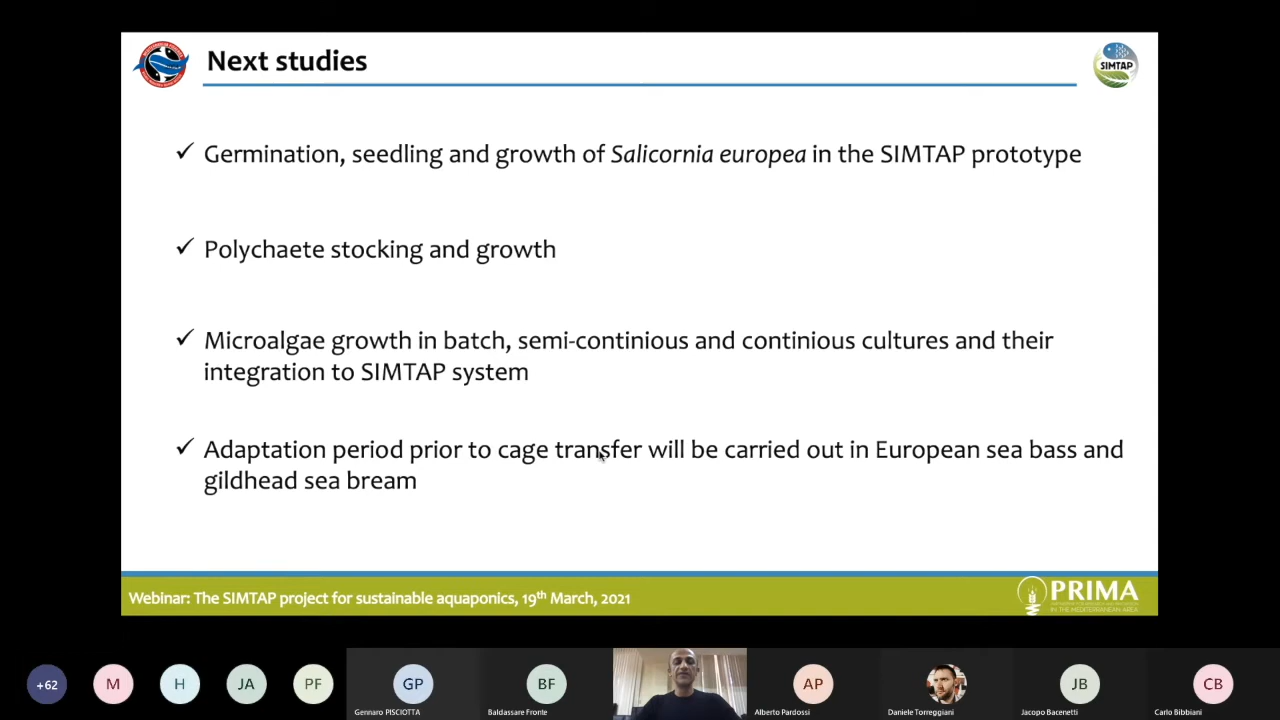 Next studies
SIMTAP
✓ Germination, seedling and growth of Salicornia europea in the SIMTAP prototype
✓ Polychaete stocking and growth
✓ Microalgae growth in batch, semi-continious and continious cultures and their
integration to SIMTAP system
✓ Adaptation period prior to cage transfer will be carried out in European sea bass and
gildhead sea bream
Webinar: The SIMTAP project for sustainable aquaponics, 19th March, 2021
PRIMA
IN THE MEDITERRANEAN AREA
+62
M
H
JA
PF
GP
BF
AP
JB
CB
Gennaro PISCIOTTA
Baldassare Fronte
Alberto Pardossi
Daniele Torreggiani
Jacopo Bacenetti
Carlo Bibbiani